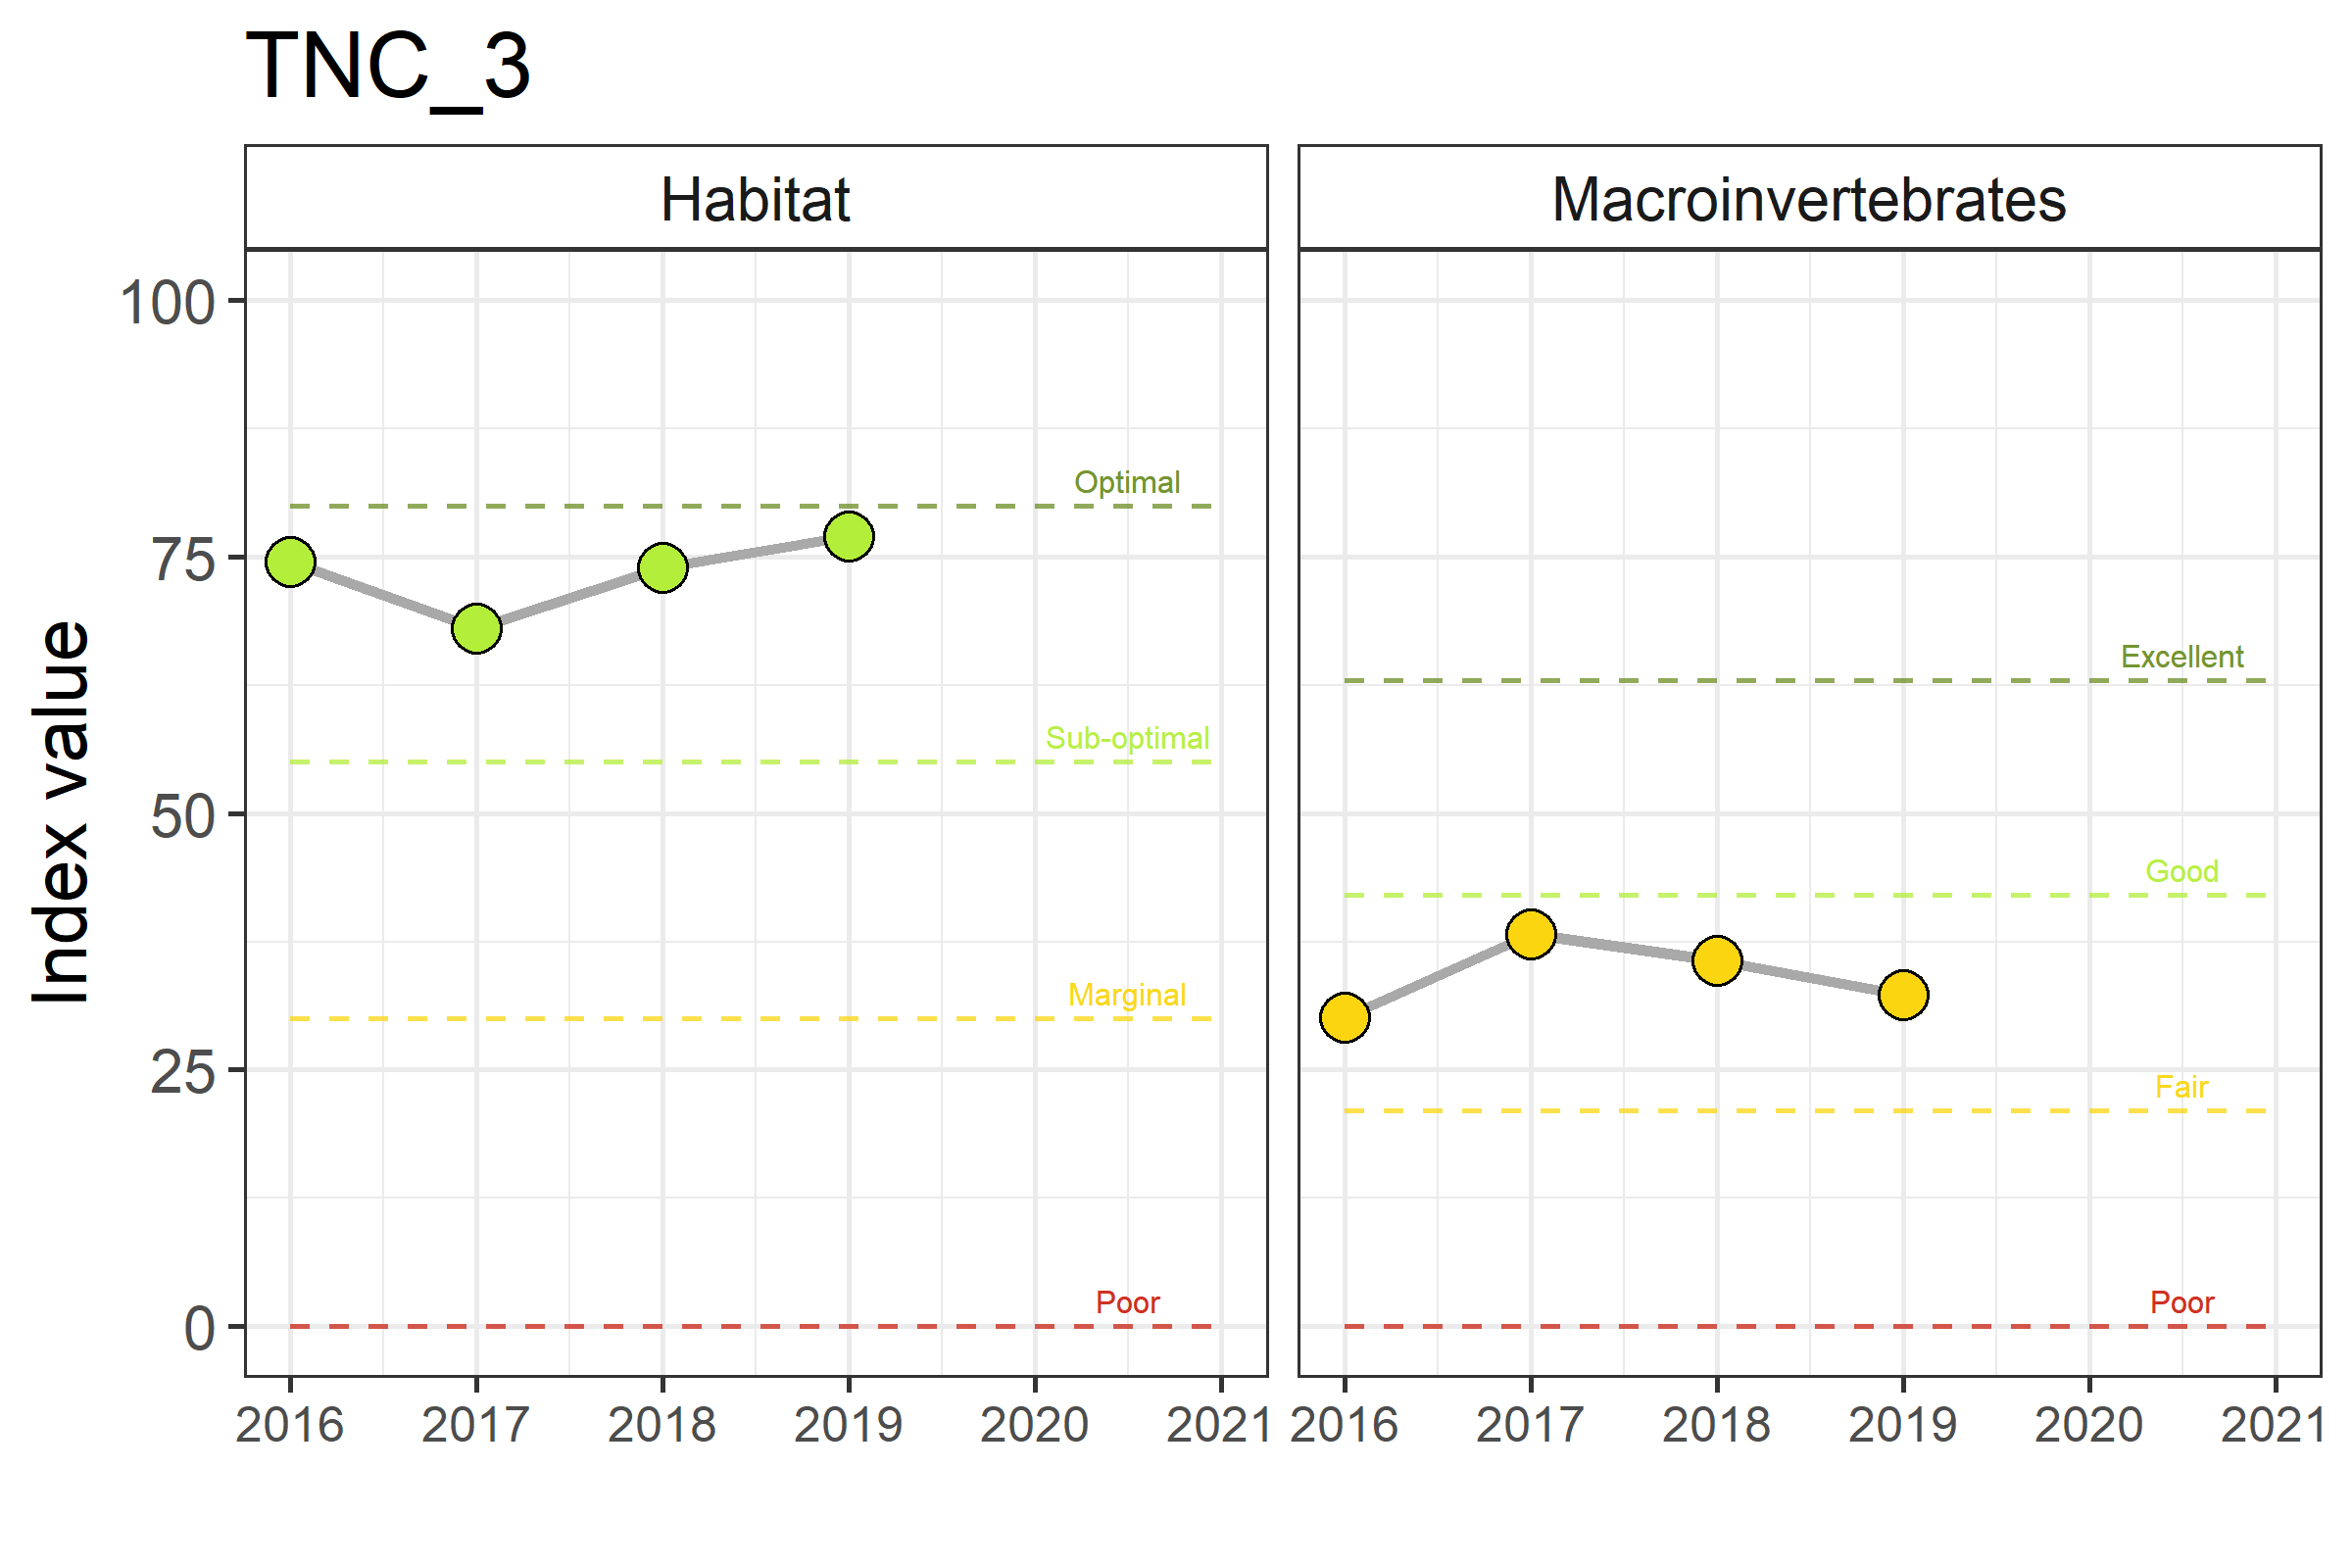 TNC_3
Habitat
Macroinvertebrates
Index value
100
75
50
25
0
Optimal
Sub-optimal
Marginal
Poor
Excellent
Good
Fair
Poor
2016 2017 2018 2019 2020 2021 2016 2017 2018 2019 2020 2021